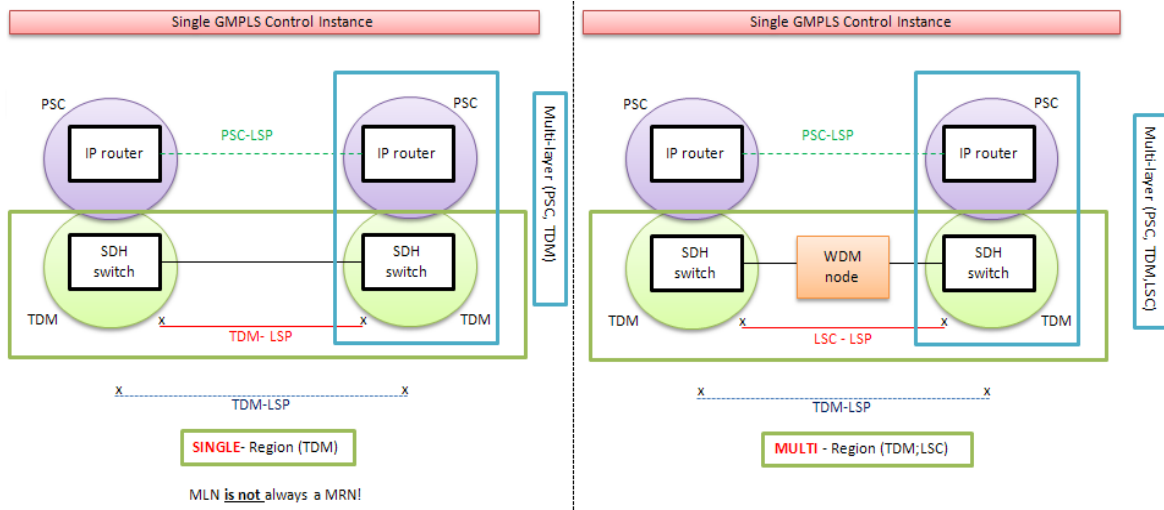 Single GMPLS Control Instance
PSC
PSC
IP router
PSC-LSP
IP router
Multi-layer (PSC, TDM)
SDH
switch
SDH
switch
TDM
TDM
x
x
TDM- LSP
x
x
TDM-LSP
SINGLE- Region (TDM)
MLN is not always a MRN!
Single GMPLS Control Instance
PSC
PSC
IP router
PSC-LSP
IP router
Multi-layer (PSC, TDM,LSC)
SDH
switch
WDM
node
SDH
switch
TDM
TDM
x
x
LSC - LSP
x
x
TDM-LSP
MULTI - Region (TDM;LSC)